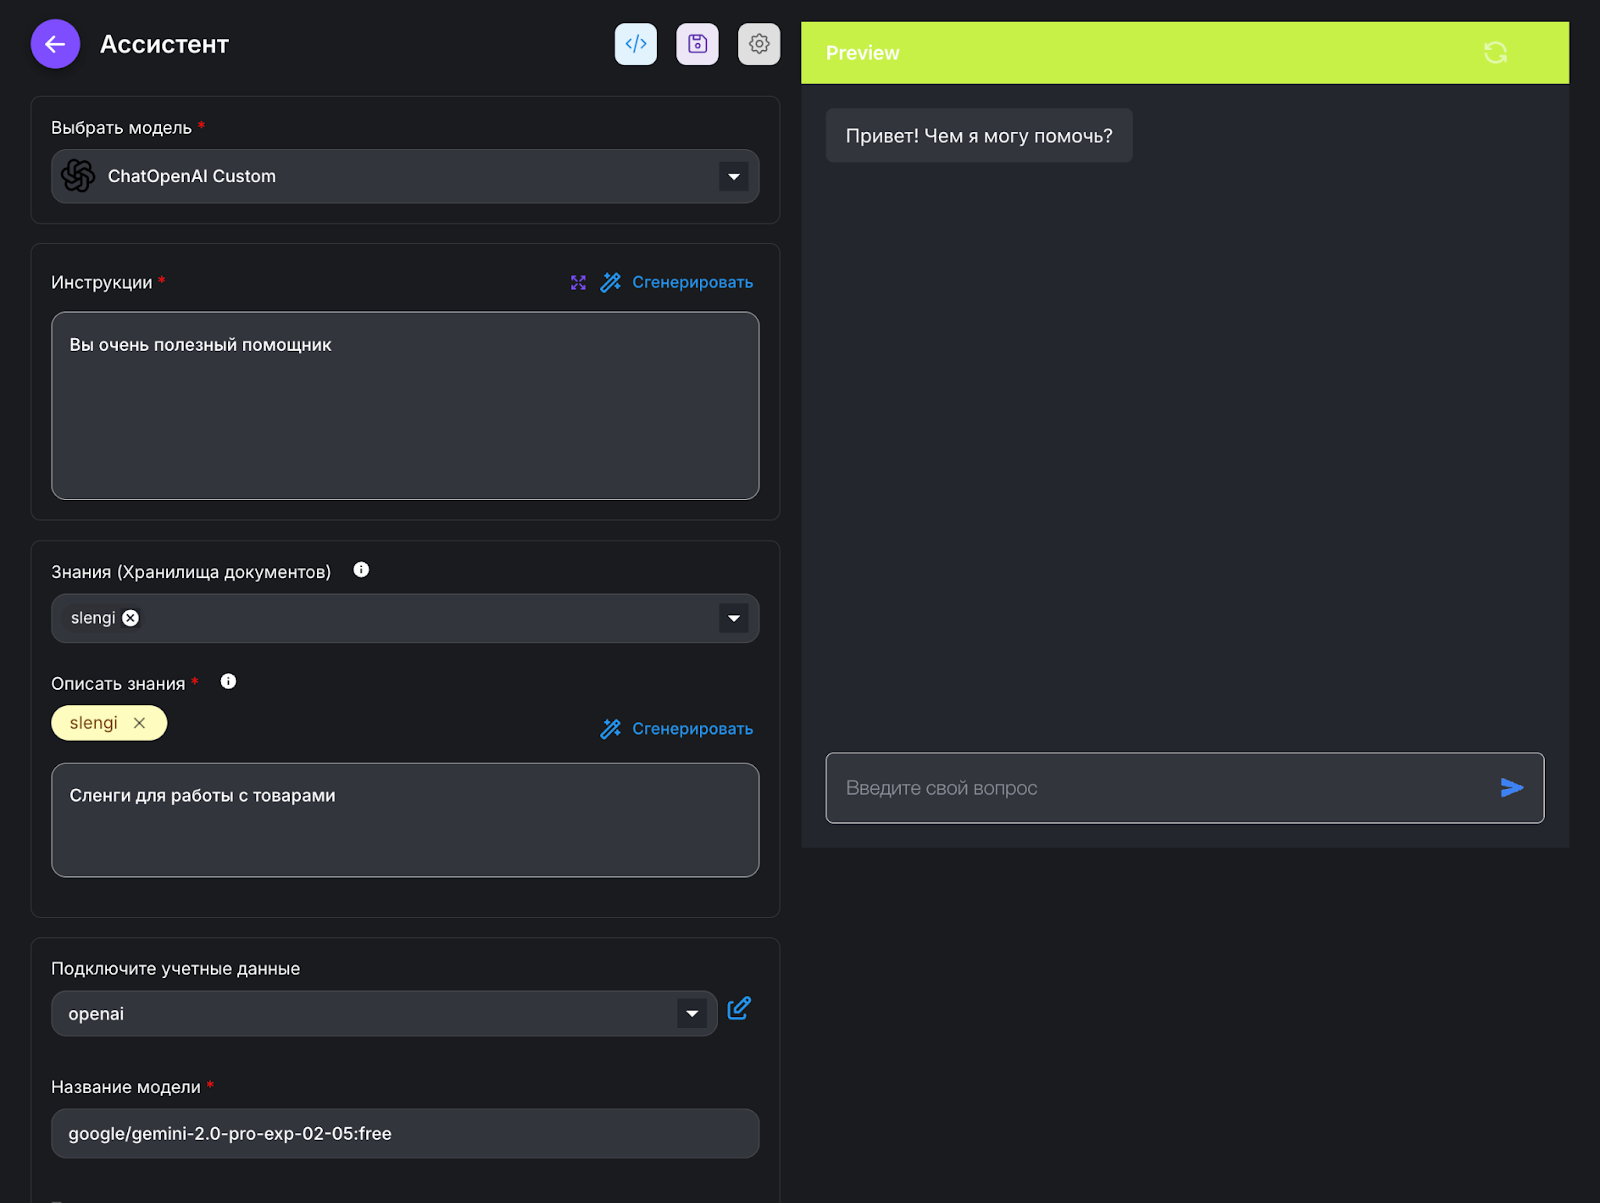 Ассистент
Выбрать модель *
ChatOpenAI Custom
Инструкции *
Сгенерировать
Вы очень полезный помощник
Знания (Хранилища документов)
slengi
Описать знания *
slengi
Сгенерировать
Сленги для работы с товарами
Подключите учетные данные
openai
Название модели *
google/gemini-2.0-pro-exp-02-05:free
Preview
Привет! Чем я могу помочь?
Введите свой вопрос